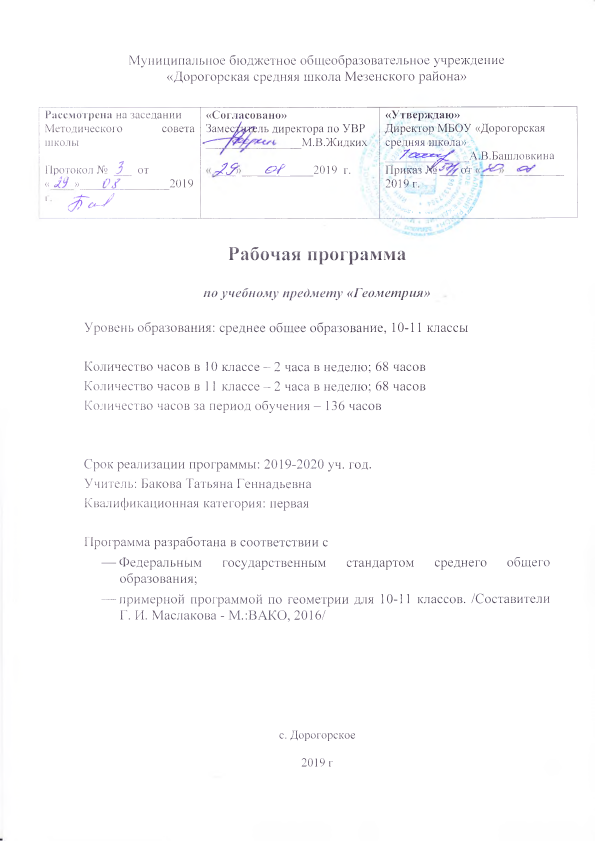 Муниципальное бюджетное общеобразовательное учреждение
«Дорогорская средняя школа Мезенского района»
Рассмотрена на заседании
Методического совета
школы
Протокол № 3 от
« 29 » 08 2019
г.
«Согласовано»
Заместитель директора по УВР
М.В.Жидких
« 29 » 08 2019 г.
«Утверждаю»
Директор МБОУ «Дорогорская
средняя школа»
А.В.Башловкина
Приказ № от « » 08
2019 г.
Рабочая программа
по учебному предмету «Геометрия»
Уровень образования: среднее общее образование, 10-11 классы
Количество часов в 10 классе – 2 часа в неделю; 68 часов
Количество часов в 11 классе – 2 часа в неделю; 68 часов
Количество часов за период обучения – 136 часов
Срок реализации программы: 2019-2020 уч. год.
Учитель: Бакова Татьяна Геннадьевна
Квалификационная категория: первая
Программа разработана в соответствии с
— Федеральным государственным стандартом среднего общего
образования;
— примерной программой по геометрии для 10-11 классов. /Составители
Г. И. Маслакова - М.:ВАКО, 2016/
с. Дорогорское
2019 г